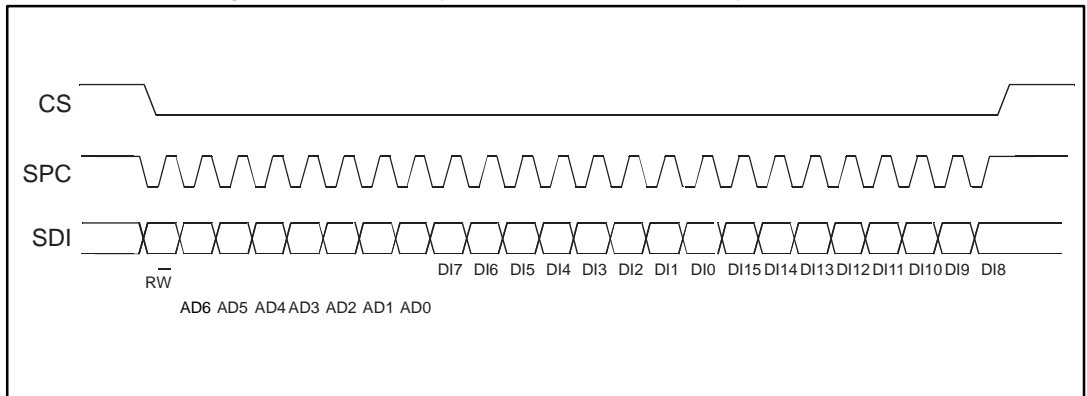 CS
SPC
SDI
RW
DI7 DI6 DI5 DI4 DI3 DI2 DI1 DI0 DI15 DI14 DI13 DI12 DI11 DI10 DI9 DI8
AD6 AD5 AD4 AD3 AD2 AD1 AD0